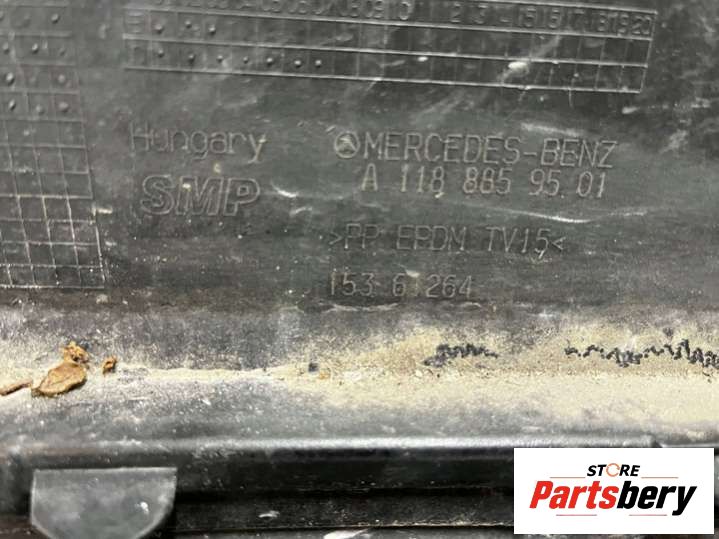 Hungary
SMP
MERCEDES-BENZ
A 118 885 95 01
>PP EPDM TV15<
153 6 264
STORE
Partsbery